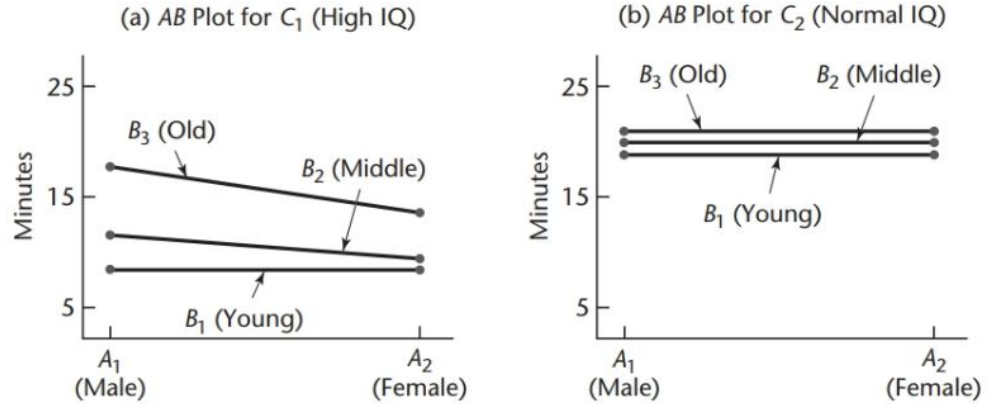 (a) AB Plot for C₁ (High IQ)
25
15
5
Minutes
B₃ (Old)
B₂ (Middle)
B₁ (Young)
A₁
(Male)
A₂
(Female)
(b) AB Plot for C₂ (Normal IQ)
25
15
5
Minutes
B₃ (Old)
B₂ (Middle)
B₁ (Young)
A₁
(Male)
A₂
(Female)